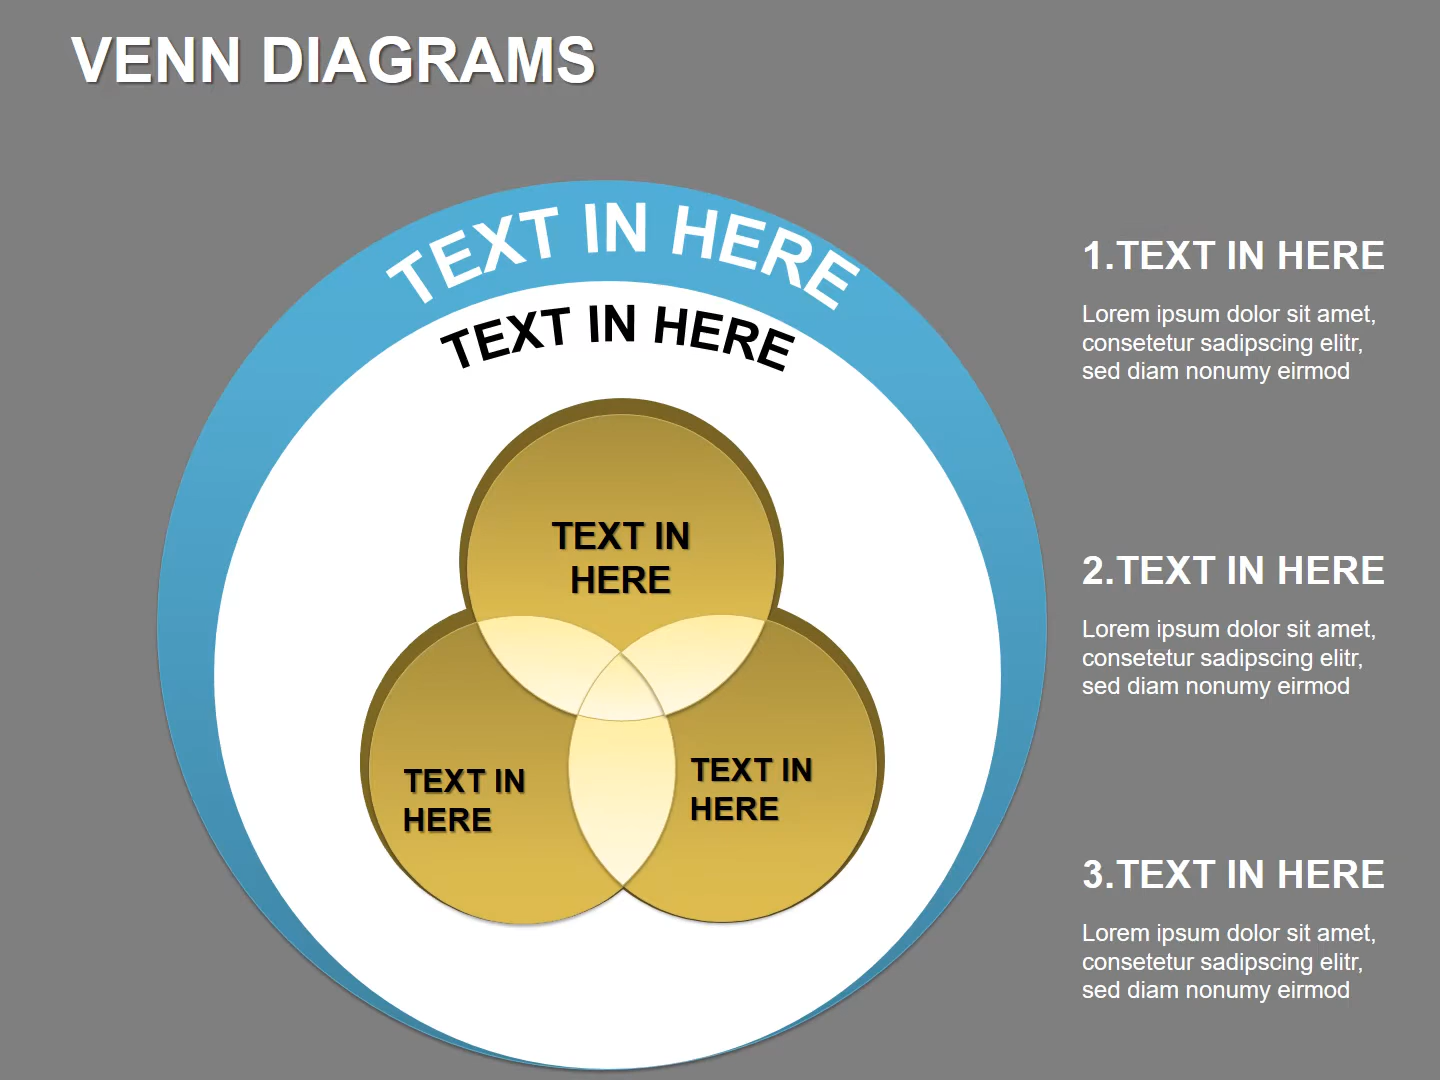 VENN DIAGRAMS
TEXT IN HERE
TEXT IN HERE
TEXT IN
HERE
TEXT IN
HERE
TEXT IN
HERE
1.TEXT IN HERE
Lorem ipsum dolor sit amet,
consetetur sadipscing elitr,
sed diam nonumy eirmod
2.TEXT IN HERE
Lorem ipsum dolor sit amet,
consetetur sadipscing elitr,
sed diam nonumy eirmod
3.TEXT IN HERE
Lorem ipsum dolor sit amet,
consetetur sadipscing elitr,
sed diam nonumy eirmod